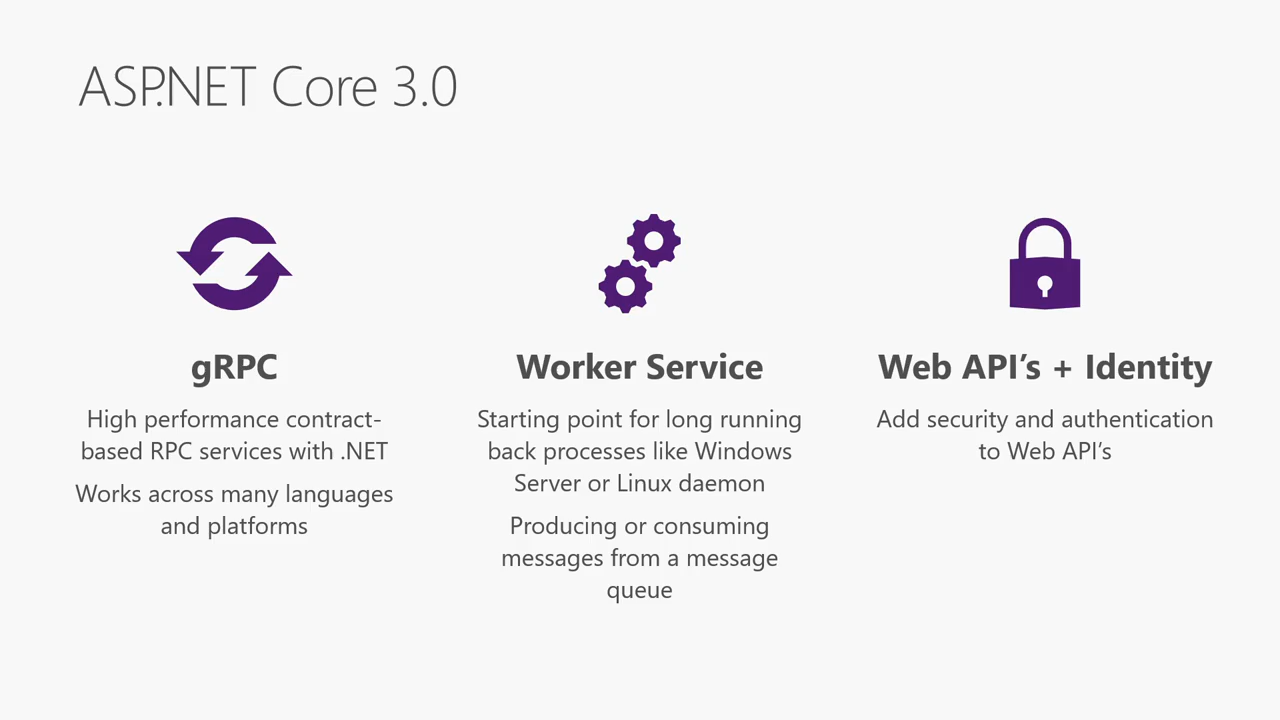 ASP.NET Core 3.0
gRPC
High performance contract-
based RPC services with .NET
Works across many languages
and platforms
Worker Service
Starting point for long running
back processes like Windows
Server or Linux daemon
Producing or consuming
messages from a message
queue
Web API’s + Identity
Add security and authentication
to Web API’s